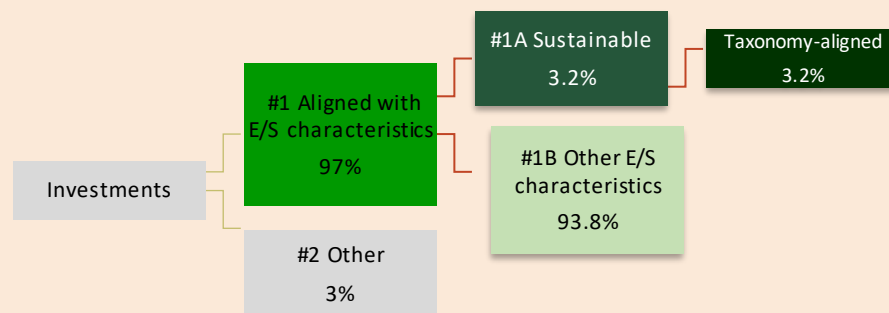 Investments
#1 Aligned with
E/S characteristics
97%
#2 Other
3%
#1A Sustainable
3.2%
#1B Other E/S
characteristics
93.8%
Taxonomy-aligned
3.2%